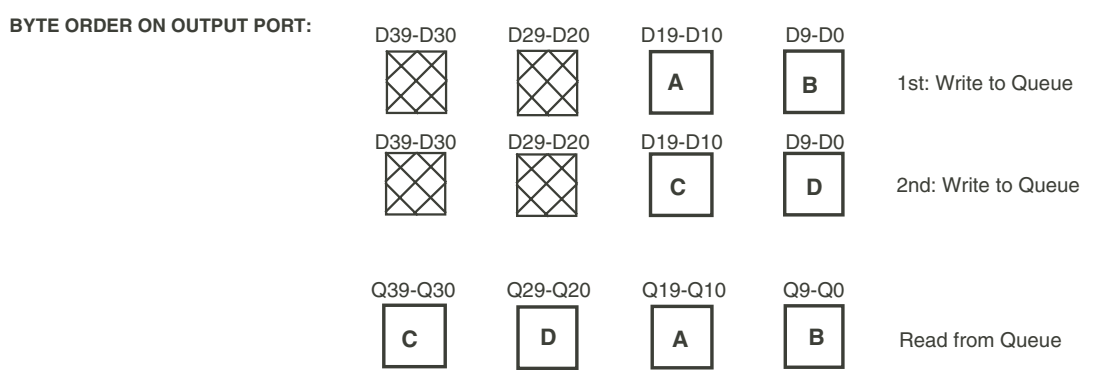 BYTE ORDER ON OUTPUT PORT:
D39-D30 D29-D20 D19-D10 D9-D0
A B 1st: Write to Queue
D39-D30 D29-D20 D19-D10 D9-D0
C D 2nd: Write to Queue
Q39-Q30 Q29-Q20 Q19-Q10 Q9-Q0
C D A B Read from Queue